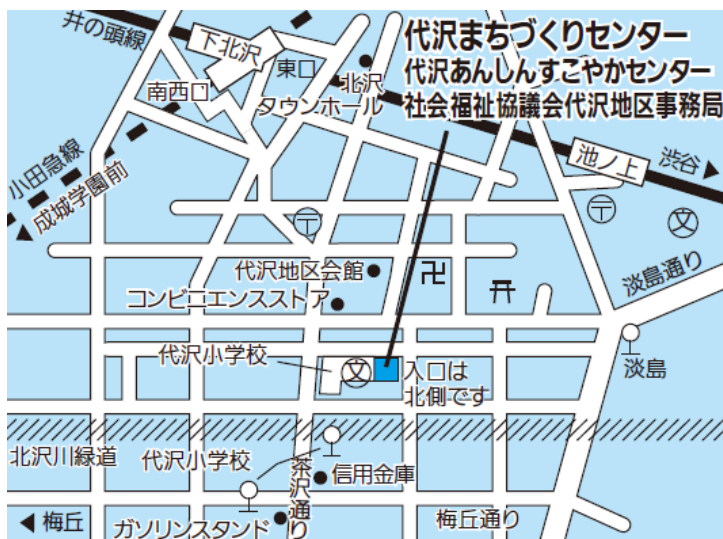 代沢まちづくりセンター
代沢あんしんすこやかセンター
社会福祉協議会代沢地区事務局
井の頭線
下北沢
東口
南西口
北沢
タウンホール
小田急線
成城学園前
池ノ上
渋谷
〒
〒
文
淡島通り
代沢地区会館
コンビニエンスストア
代沢小学校
文
入口は
北側です
淡島
北沢川緑道
代沢小学校
茶沢通り
信用金庫
梅丘
ガソリンスタンド
梅丘通り